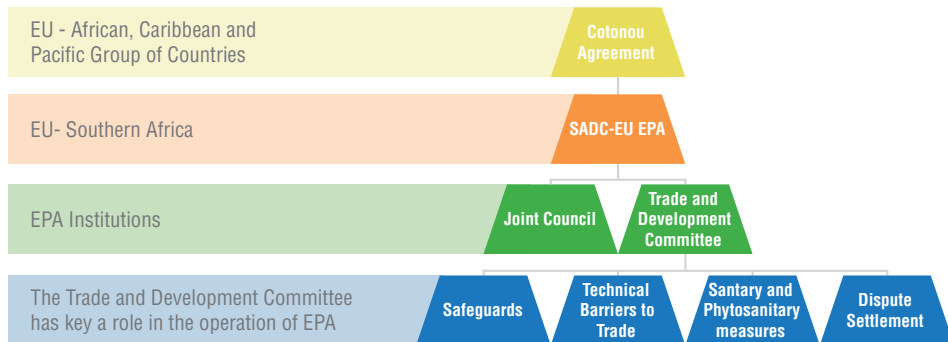 EU - African, Caribbean and
Pacific Group of Countries
Cotonou
Agreement
EU- Southern Africa
SADC-EU EPA
EPA Institutions
Joint Council
Trade and
Development
Committee
The Trade and Development Committee
has key a role in the operation of EPA
Safeguards
Technical
Barriers to
Trade
Santary and
Phytosanitary
measures
Dispute
Settlement